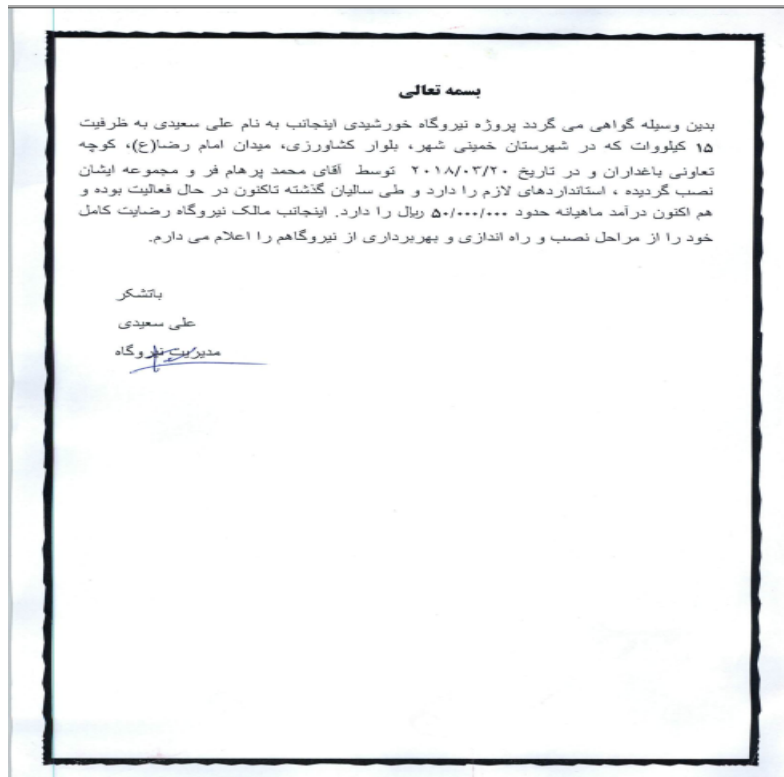 بسمه تعالی
بدین وسیله گواهی می گردد پروژه نیروگاه خورشیدی اینجانب به نام علی سعیدی به ظرفیت
۱۵ کیلووات که در شهرستان خمینی شهر، بلوار کشاورزی، میدان امام رضا(ع)، کوچه
تعاونی باغداران و در تاریخ ۲۰۱۸/۰۳/۲۰ توسط آقای محمد پرهام فر و مجموعه ایشان
نصب گردیده ، استانداردهای لازم را دارد و طی سالیان گذشته تاکنون در حال فعالیت بوده و
هم اکنون درآمد ماهیانه حدود ۵۰/۰۰۰/۰۰۰ ریال را دارد. اینجانب مالک نیروگاه رضایت کامل
خود را از مراحل نصب و راه اندازی و بهربرداری از نیروگاهم را اعلام می دارم.
باتشکر
علی سعیدی
مدیریت نیروگاه